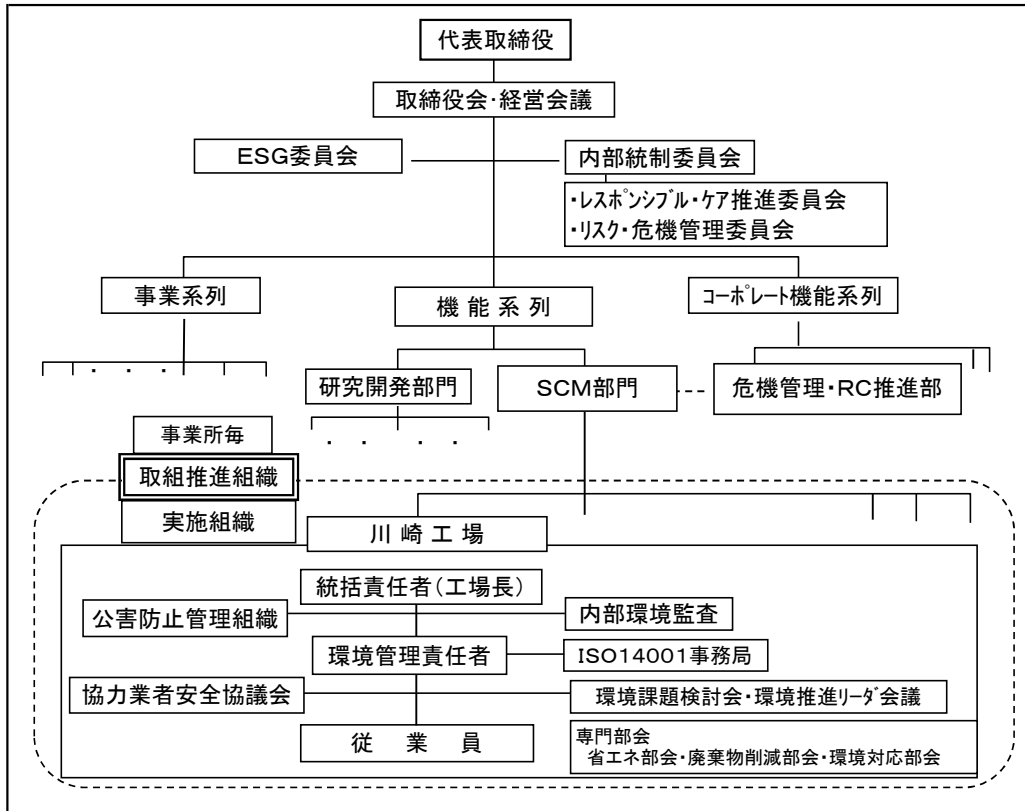 代表取締役
取締役会・経営会議
ESG委員会
内部統制委員会
・レスポンシブル・ケア推進委員会
・リスク・危機管理委員会
事業系列
機能系列
コーポレート機能系列
研究開発部門
SCM部門
危機管理・RC推進部
事業所毎
取組推進組織
実施組織
川崎工場
統括責任者(工場長)
公害防止管理組織
内部環境監査
環境管理責任者
ISO14001事務局
協力業者安全協議会
環境課題検討会・環境推進リーダ会議
従業員
専門部会
省エネ部会・廃棄物削減部会・環境対応部会